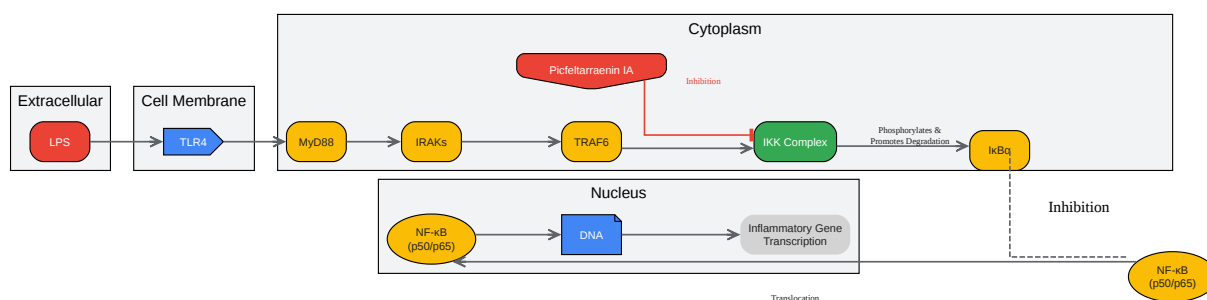 Cytoplasm
Extracellular
Cell Membrane
Picfeltarraenin IA
Inhibition
LPS
TLR4
MyD88
IRAKs
TRAF6
IKK Complex
Phosphorylates &
Promotes Degradation
IκBα
Nucleus
NF-κB
(p50/p65)
DNA
Inflammatory Gene
Transcription
Inhibition
NF-κB
(p50/p65)
Translocation